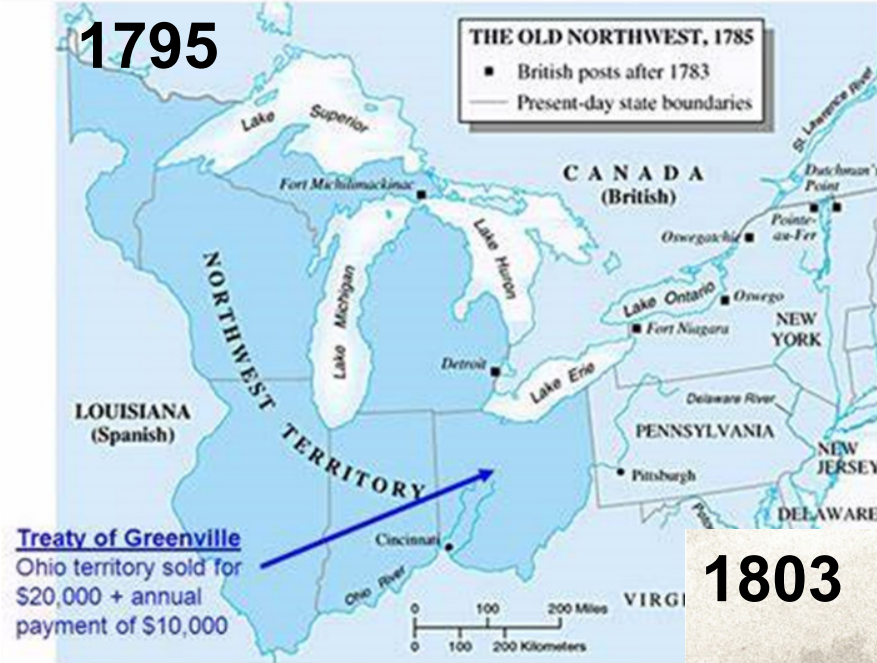 1795
THE OLD NORTHWEST, 1785
British posts after 1783
Present-day state boundaries
St. Lawrence River
Lake Superior
CANADA
(British)
Dutchman's
Point
Fort Michilimackinac
Pointe-
au-Fer
Oswegatchie
Lake Huron
Lake Michigan
Lake Ontario
Oswego
Fort Niagara
NEW
YORK
Detroit
Lake Erie
Delaware River
NORTHWEST TERRITORY
LOUISIANA
(Spanish)
PENNSYLVANIA
NEW
JERSEY
Pittsburgh
DELAWARE
Treaty of Greenville
Ohio territory sold for
$20,000 + annual
payment of $10,000
Cincinnati
Ohio River
0 100 200 Miles
0 100 200 Kilometers
VIRG
1803